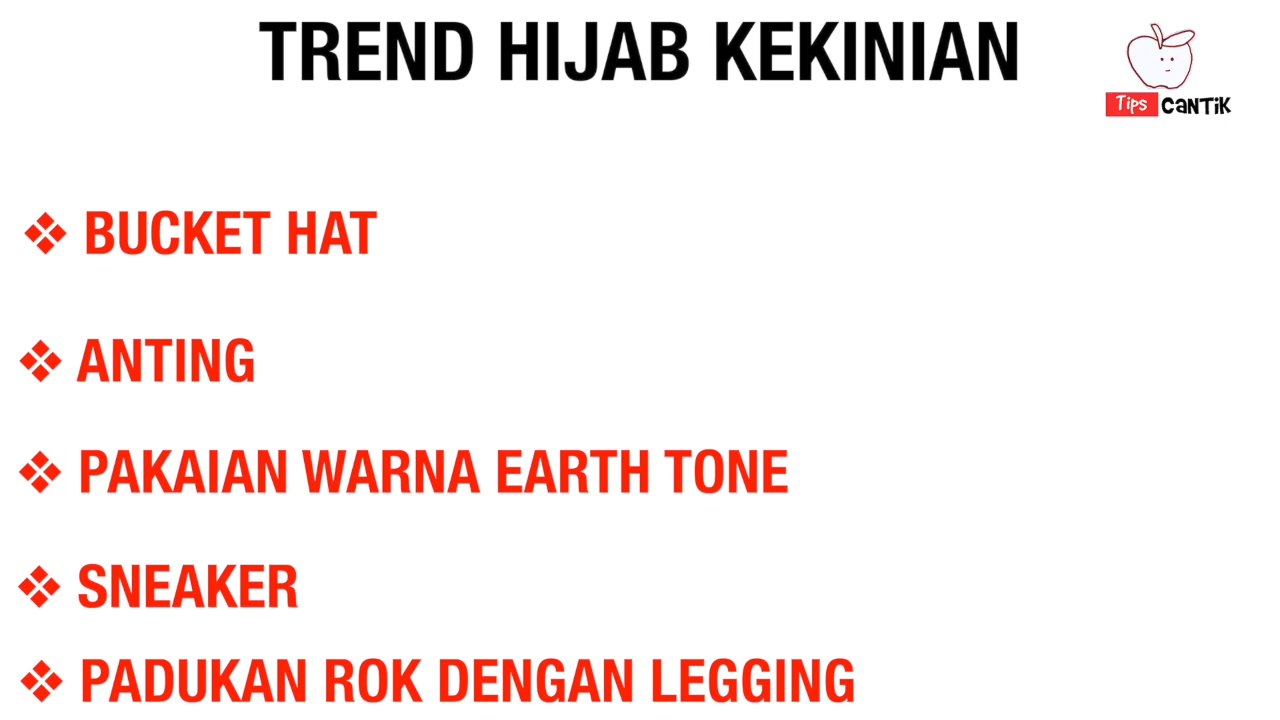 TREND HIJAB KEKINIAN
Tips CANTiK
❖ BUCKET HAT
❖ ANTING
❖ PAKAIAN WARNA EARTH TONE
❖ SNEAKER
❖ PADUKAN ROK DENGAN LEGGING